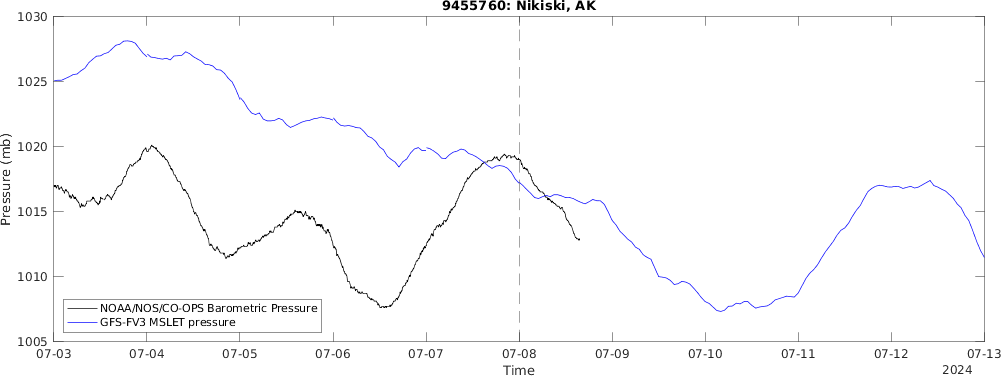 9455760: Nikiski, AK
1030
1025
1020
1015
1010
1005
Pressure (mb)
NOAA/NOS/CO-OPS Barometric Pressure
GFS-FV3 MSLET pressure
07-03 07-04 07-05 07-06 07-07 07-08 07-09 07-10 07-11 07-12 07-13
Time
2024